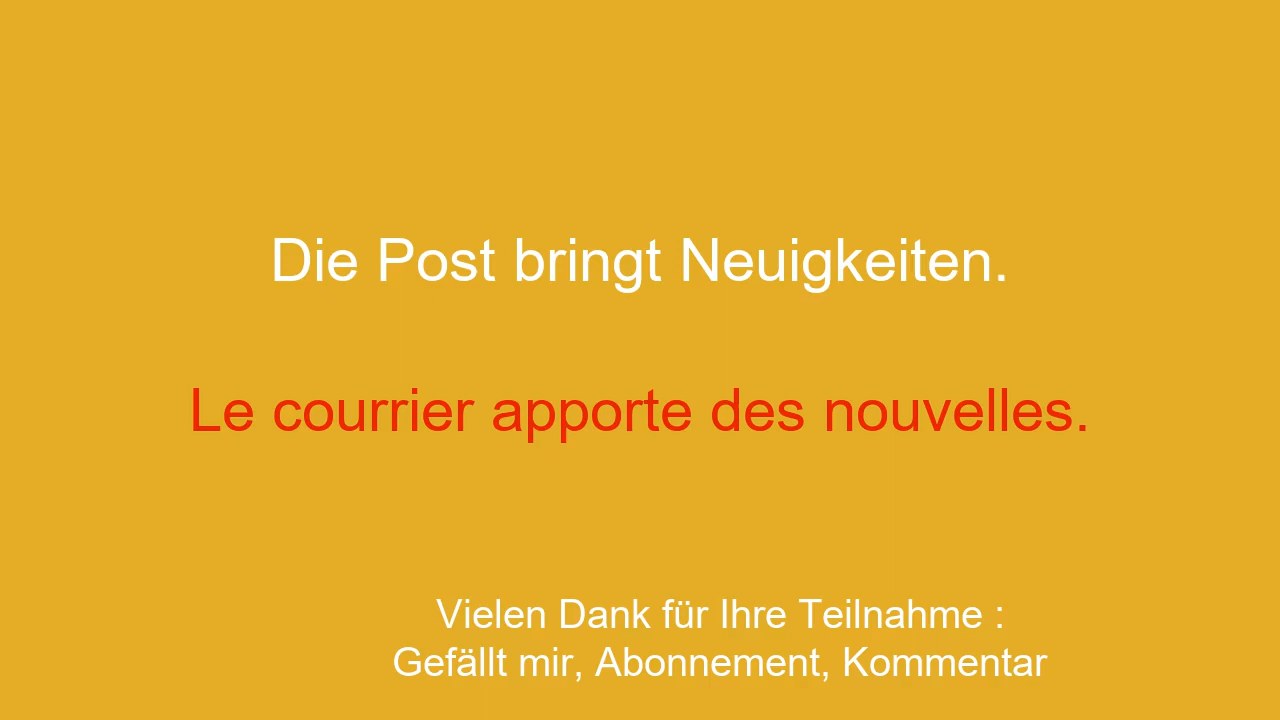 Die Post bringt Neuigkeiten.
Le courrier apporte des nouvelles.
Vielen Dank für Ihre Teilnahme :
Gefällt mir, Abonnement, Kommentar